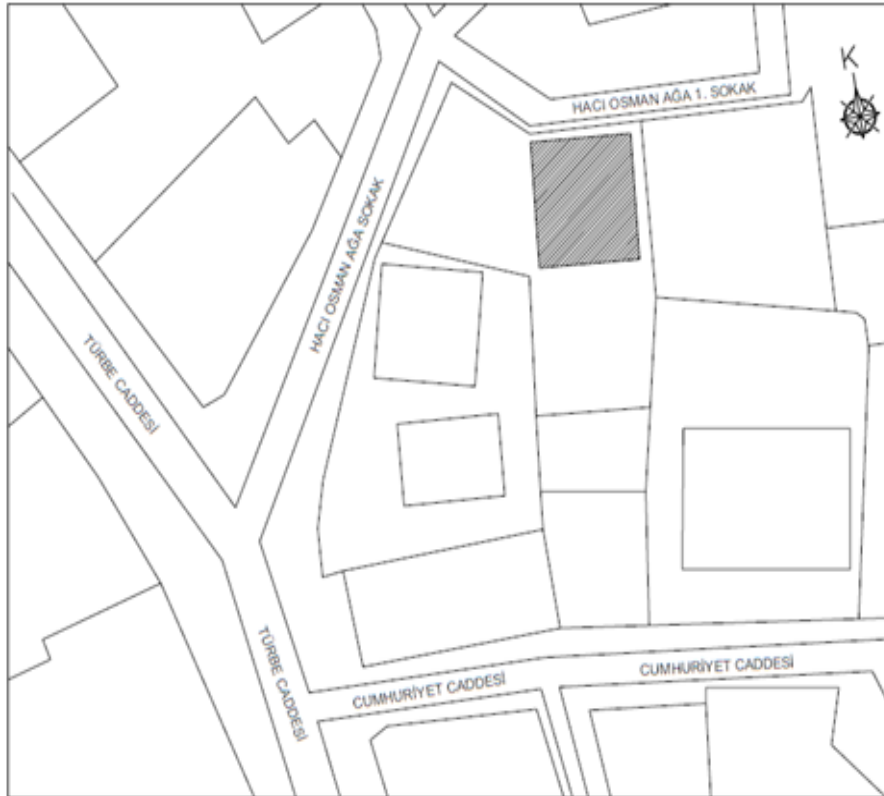 K
HACI OSMAN AĞA 1. SOKAK
HACI OSMAN AĞA SOKAK
TÜRBE CADDESİ
TÜRBE CADDESİ
CUMHURİYET CADDESİ
CUMHURİYET CADDESİ